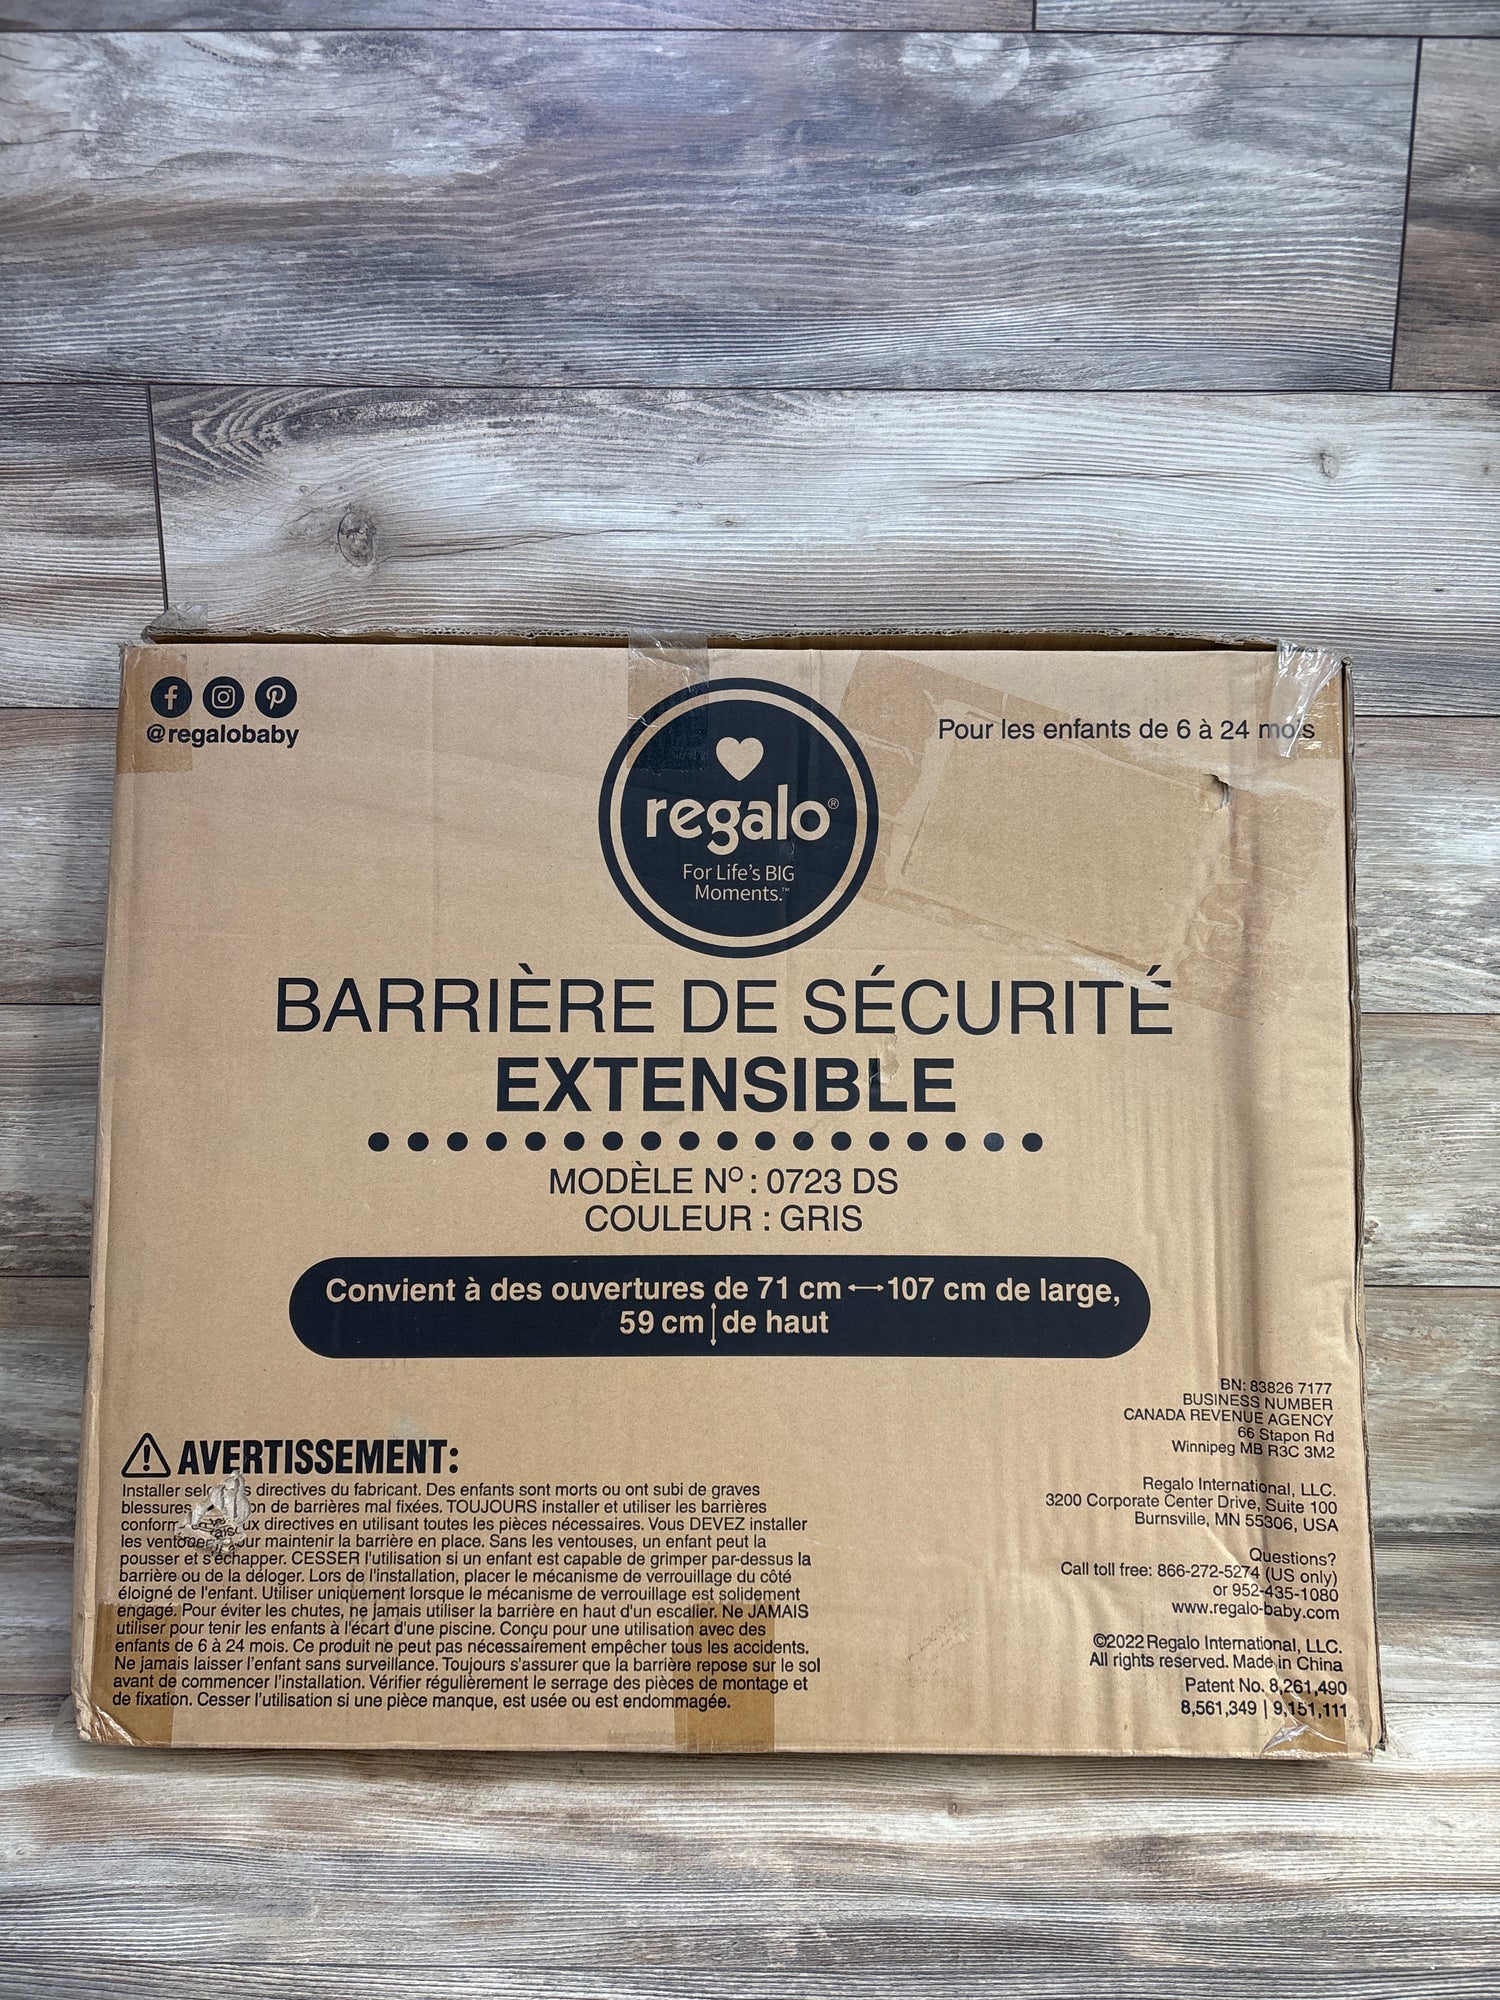 @regalobaby
Pour les enfants de 6 à 24 mois
regalo®
For Life's BIG
Moments.™
BARRIÈRE DE SÉCURITÉ
EXTENSIBLE
MODÈLE Nº : 0723 DS
COULEUR : GRIS
Convient à des ouvertures de 71 cm ↔ 107 cm de large,
59 cm ↕ de haut
BN: 83826 7177
BUSINESS NUMBER
CANADA REVENUE AGENCY
66 Stapon Rd
Winnipeg MB R3C 3M2
Regalo International, LLC.
3200 Corporate Center Drive, Suite 100
Burnsville, MN 55306, USA
Questions?
Call toll free: 866-272-5274 (US only)
or 952-435-1080
www.regalo-baby.com
©2022 Regalo International, LLC.
All rights reserved. Made in China
Patent No. 8,261,490
8,561,349 | 9,151,111
AVERTISSEMENT:
Installer directives du fabricant. Des enfants sont morts ou ont subi de graves
blessures de barrières mal fixées. TOUJOURS installer et utiliser les barrières
directives en utilisant toutes les pièces nécessaires. Vous DEVEZ installer
les maintenir la barrière en place. Sans les ventouses, un enfant peut la
pousser et s'échapper. CESSER l'utilisation si un enfant est capable de grimper par-dessus la
barrière ou de la déloger. Lors de l'installation, placer le mécanisme de verrouillage du côté
éloigné de l'enfant. Utiliser uniquement lorsque le mécanisme de verrouillage est solidement
engagé. Pour éviter les chutes, ne jamais utiliser la barrière en haut d'un escalier. Ne JAMAIS
utiliser pour tenir les enfants à l'écart d'une piscine. Conçu pour une utilisation avec des
enfants de 6 à 24 mois. Ce produit ne peut pas nécessairement empêcher tous les accidents.
Ne jamais laisser l'enfant sans surveillance. Toujours s'assurer que la barrière repose sur le sol
avant de commencer l'installation. Vérifier régulièrement le serrage des pièces de montage et
de fixation. Cesser l'utilisation si une pièce manque, est usée ou est endommagée.